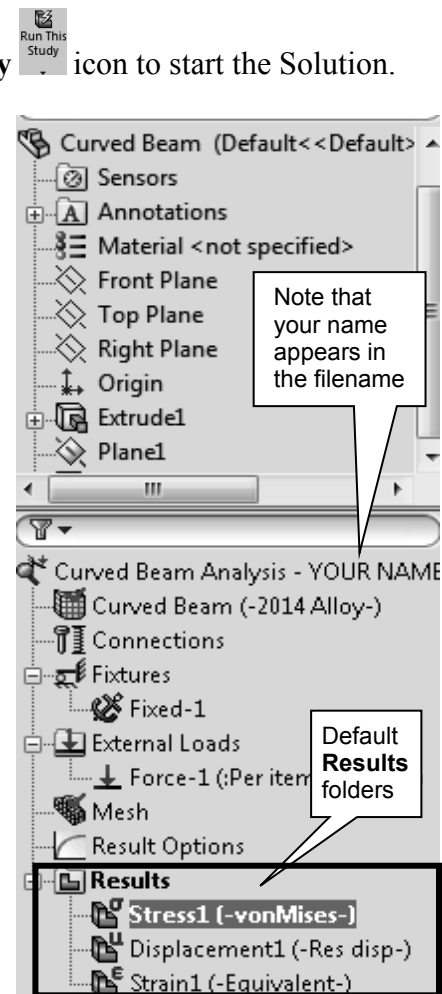 Run This
Study
y icon to start the Solution.
Curved Beam (Default<<Default>
Sensors
Annotations
Material <not specified>
Front Plane
Top Plane
Right Plane
Origin
Extrude1
Plane1
Note that
your name
appears in
the filename
Curved Beam Analysis - YOUR NAME
Curved Beam (-2014 Alloy-)
Connections
Fixtures
Fixed-1
External Loads
Force-1 (:Per item
Mesh
Result Options
Default
Results
folders
Results
Stress1 (-vonMises-)
Displacement1 (-Res disp-)
Strain1 (-Equivalent-)